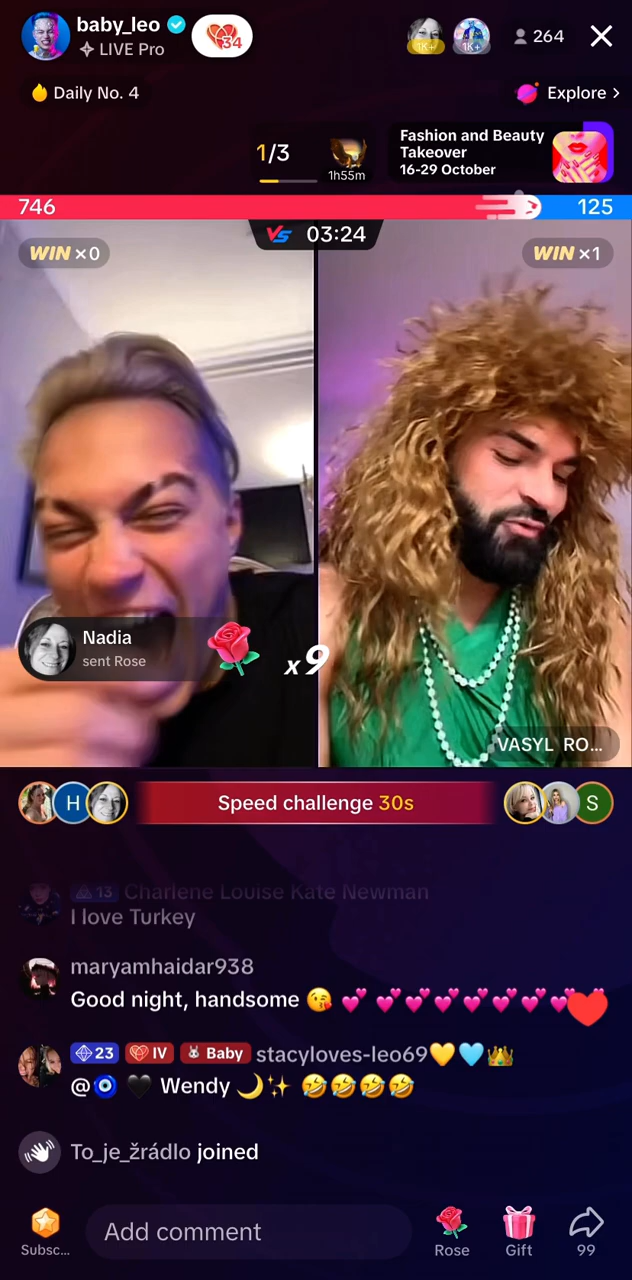 baby_leo
LIVE Pro
34
1K+
1K+
264
Daily No. 4
Explore
1/3
1h55m
Fashion and Beauty
Takeover
16-29 October
746
125
VS 03:24
WIN ×0
WIN ×1
Nadia
sent Rose
x9
VASYL RO...
H
Speed challenge 30s
S
13 Charlene Louise Kate Newman
I love Turkey
maryamhaidar938
Good night, handsome 😘 💕 💕 💕 💕 💕 💕 💕 💕 💕
23 IV Baby stacyloves-leo69💛🩵👑
@🧿 🖤 Wendy 🌙✨ 🤣🤣🤣🤣
To_je_žrádlo joined
Subsc...
Add comment
Rose
Gift
99